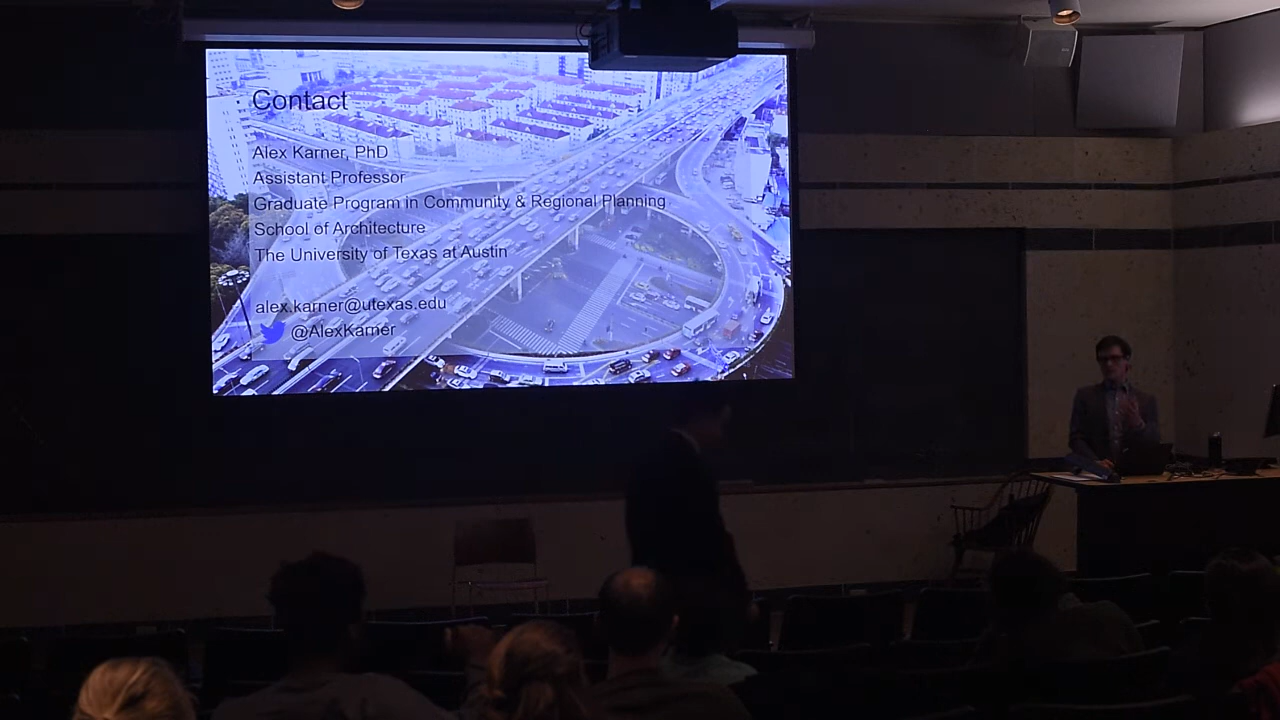 Contact
Alex Karner, PhD
Assistant Professor
Graduate Program in Community & Regional Planning
School of Architecture
The University of Texas at Austin
alex.karner@utexas.edu
@AlexKarner